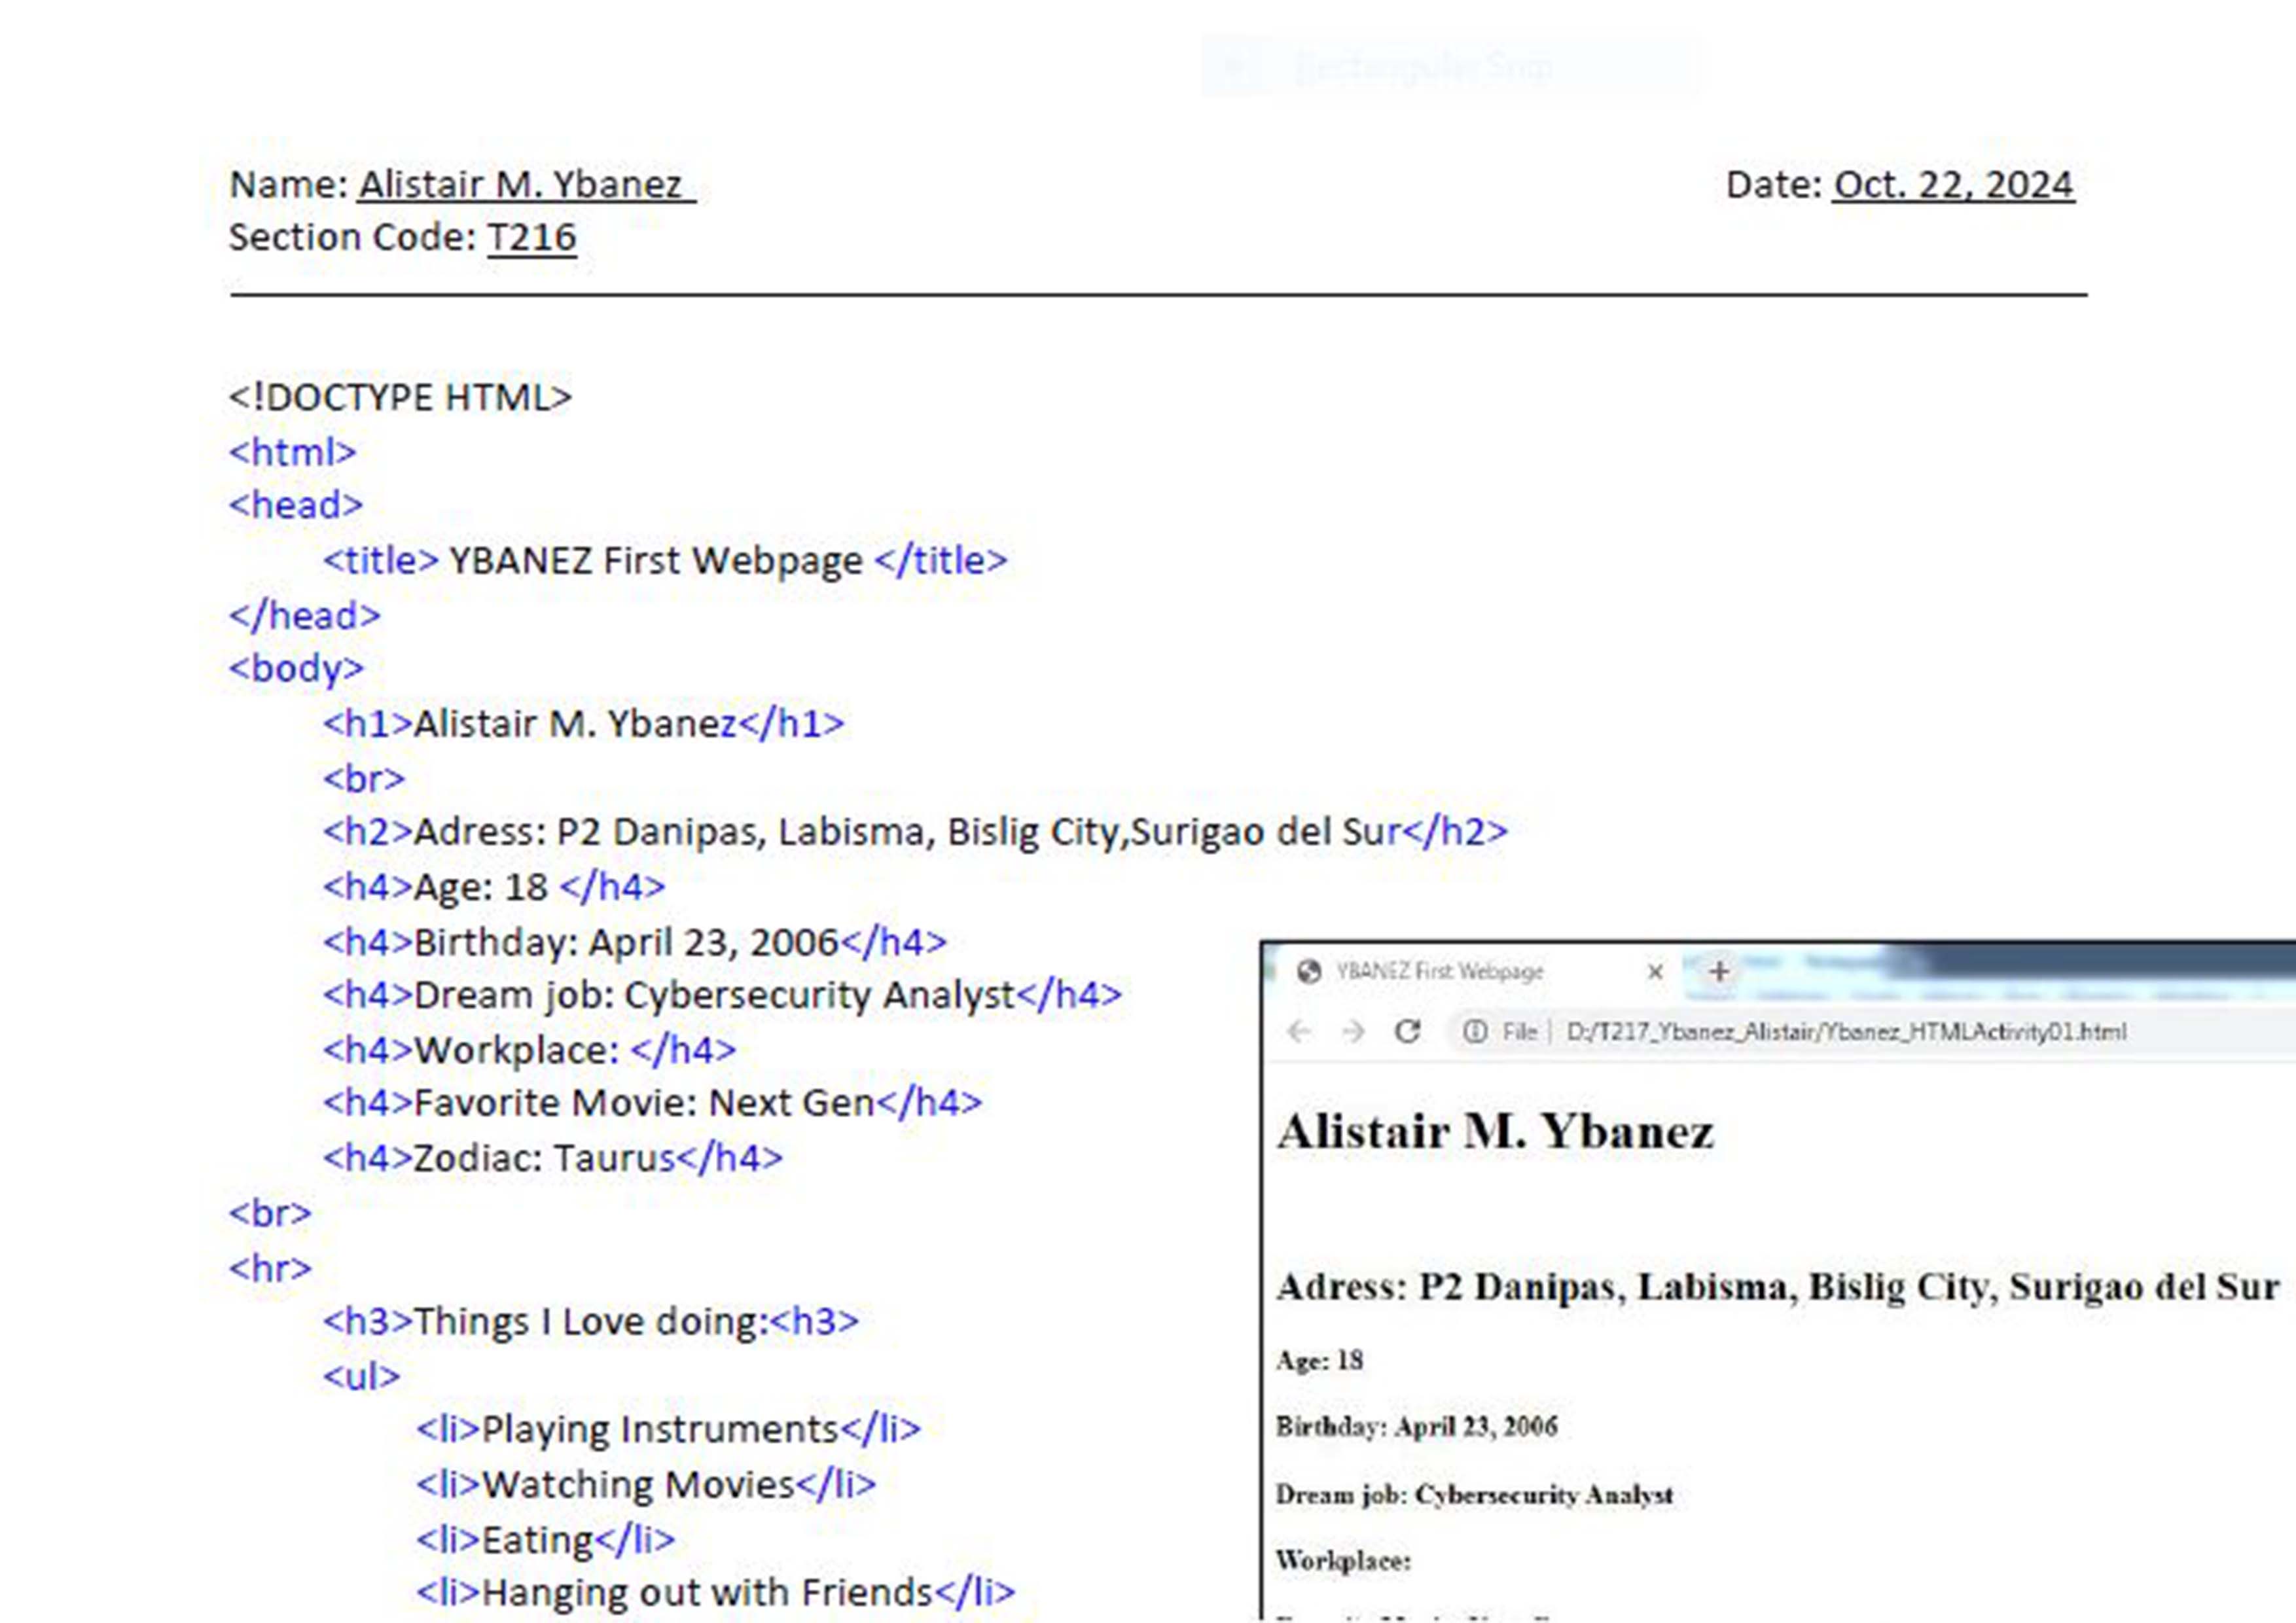 Rectangular Snip
Name: Alistair M. Ybanez
Date: Oct. 22, 2024
Section Code: T216
<!DOCTYPE HTML>
<html>
<head>
<title> YBANEZ First Webpage </title>
</head>
<body>
<h1>Alistair M. Ybanez</h1>
<br>
<h2>Adress: P2 Danipas, Labisma, Bislig City,Surigao del Sur</h2>
<h4>Age: 18 </h4>
<h4>Birthday: April 23, 2006</h4>
<h4>Dream job: Cybersecurity Analyst</h4>
<h4>Workplace: </h4>
<h4>Favorite Movie: Next Gen</h4>
<h4>Zodiac: Taurus</h4>
<br>
<hr>
<h3>Things I Love doing:<h3>
<ul>
<li>Playing Instruments</li>
<li>Watching Movies</li>
<li>Eating</li>
<li>Hanging out with Friends</li>
YBANEZ First Webpage
File | D:/T217_Ybanez_Alistair/Ybanez_HTMLActivity01.html
Alistair M. Ybanez
Adress: P2 Danipas, Labisma, Bislig City, Surigao del Sur
Age: 18
Birthday: April 23, 2006
Dream job: Cybersecurity Analyst
Workplace: